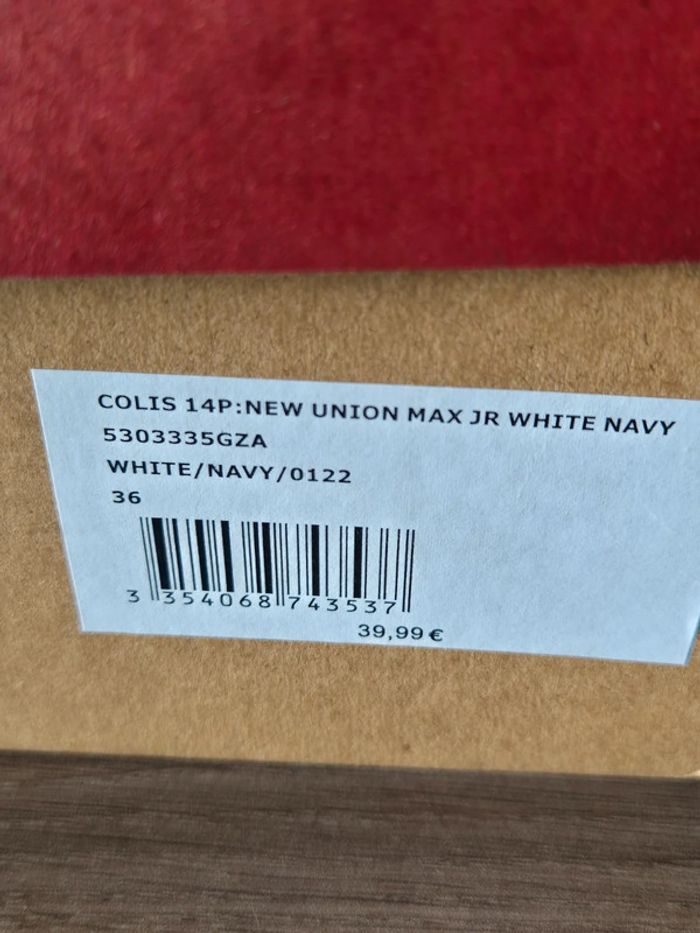 COLIS 14P:NEW UNION MAX JR WHITE NAVY
5303335GZA
WHITE/NAVY/0122
36
3 354068 743537
39,99 €